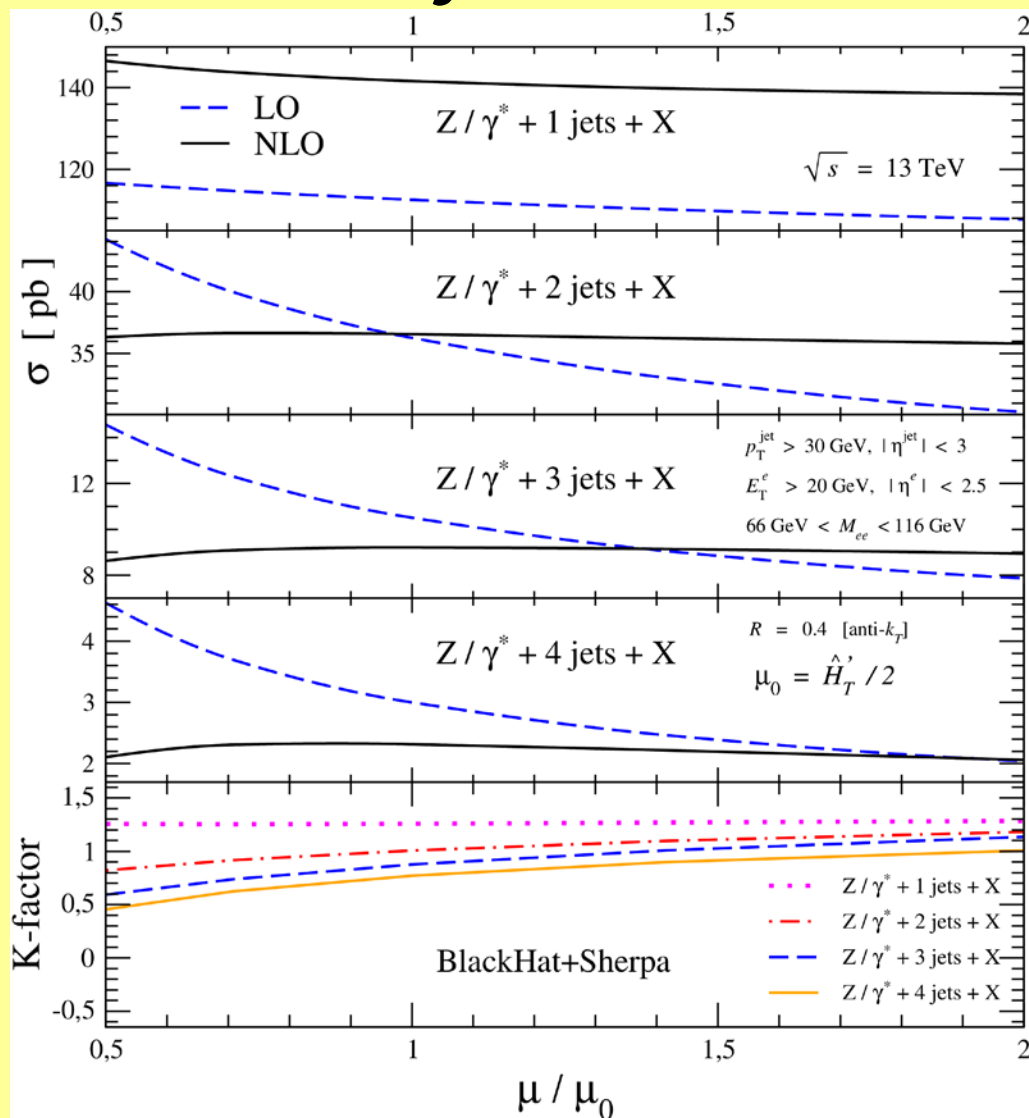 0,5 1 1,5 2
140
120
LO
NLO
Z / γ* + 1 jets + X
√s = 13 TeV
40
35
Z / γ* + 2 jets + X
σ [ pb ]
12
8
Z / γ* + 3 jets + X
p_T^jet > 30 GeV, | η^jet | < 3
E_T^e > 20 GeV, | η^e | < 2.5
66 GeV < M_ee < 116 GeV
4
3
2
Z / γ* + 4 jets + X
R = 0.4 [anti-k_T]
μ_0 = Ĥ_T' / 2
1,5
1
0,5
0
-0,5
K-factor
BlackHat+Sherpa
Z / γ* + 1 jets + X
Z / γ* + 2 jets + X
Z / γ* + 3 jets + X
Z / γ* + 4 jets + X
0,5 1 1,5 2
μ / μ_0